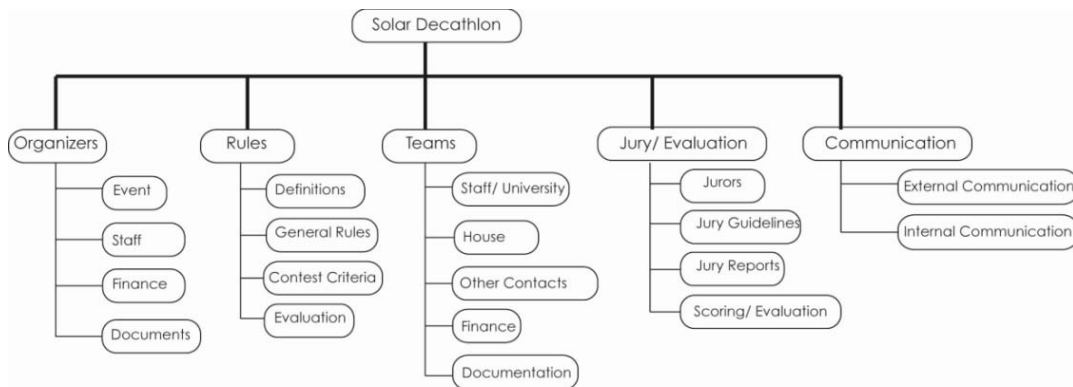 Solar Decathlon
Organizers
Event
Staff
Finance
Documents
Rules
Definitions
General Rules
Contest Criteria
Evaluation
Teams
Staff/ University
House
Other Contacts
Finance
Documentation
Jury/ Evaluation
Jurors
Jury Guidelines
Jury Reports
Scoring/ Evaluation
Communication
External Communication
Internal Communication